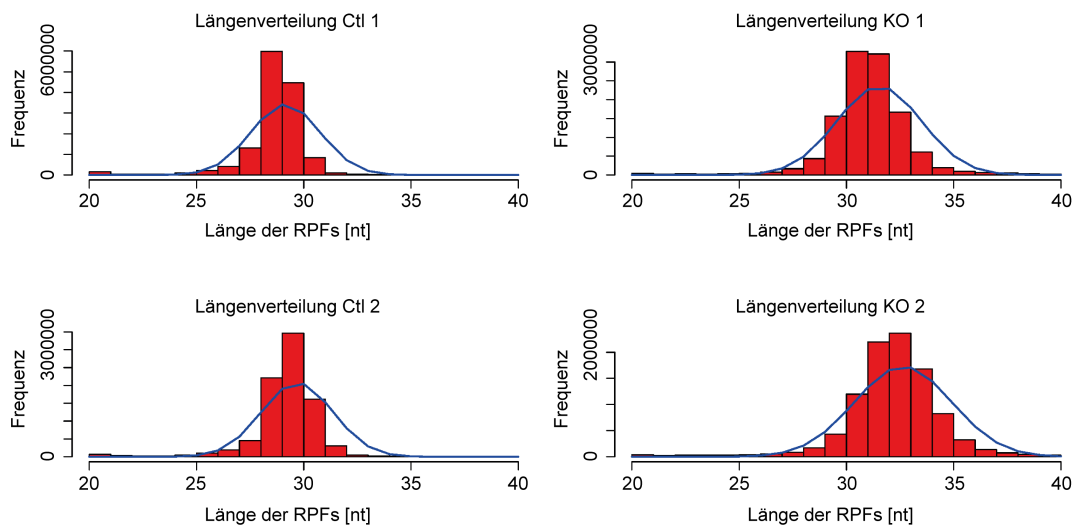 Längenverteilung Ctl 1
Frequenz
6000000
0
20 25 30 35 40
Länge der RPFs [nt]
Längenverteilung KO 1
Frequenz
3000000
0
20 25 30 35 40
Länge der RPFs [nt]
Längenverteilung Ctl 2
Frequenz
3000000
0
20 25 30 35 40
Länge der RPFs [nt]
Längenverteilung KO 2
Frequenz
2000000
0
20 25 30 35 40
Länge der RPFs [nt]